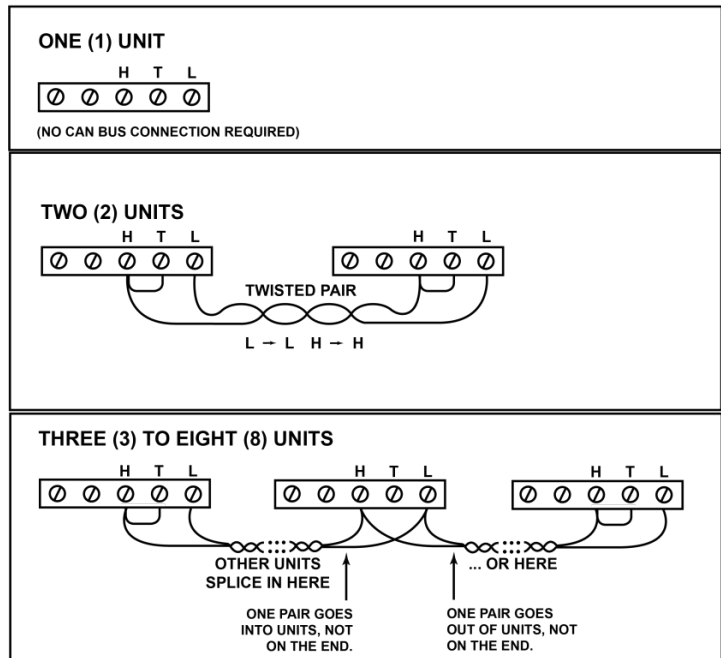 ONE (1) UNIT
H T L
(NO CAN BUS CONNECTION REQUIRED)
TWO (2) UNITS
H T L H T L
TWISTED PAIR
L → L H → H
THREE (3) TO EIGHT (8) UNITS
H T L H T L H T L
OTHER UNITS
SPLICE IN HERE
... OR HERE
ONE PAIR GOES
INTO UNITS, NOT
ON THE END.
ONE PAIR GOES
OUT OF UNITS, NOT
ON THE END.